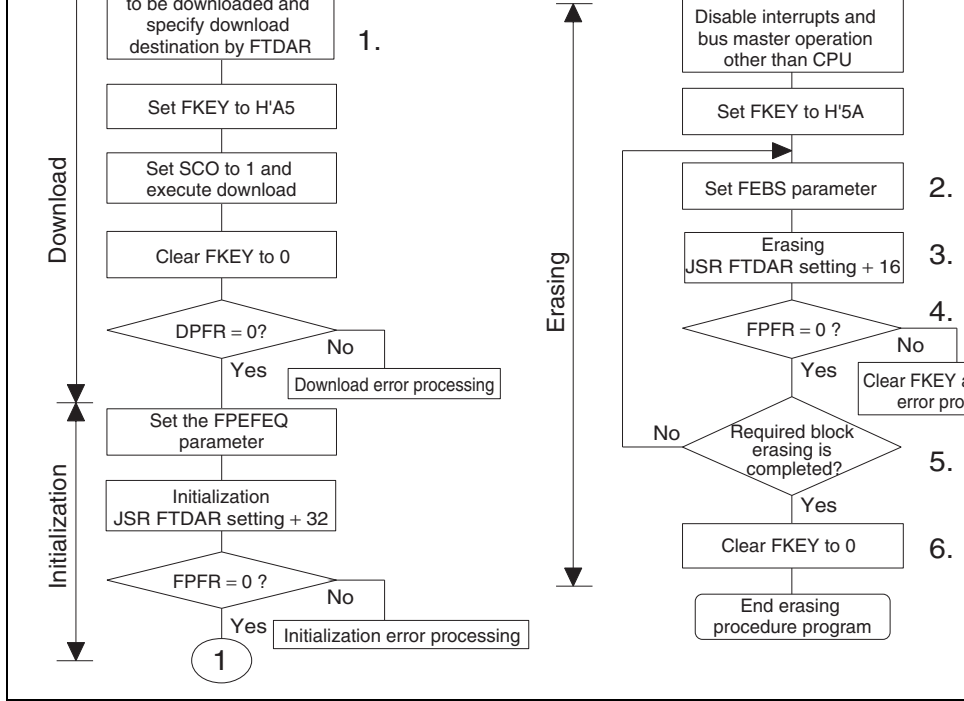 to be downloaded and
specify download
destination by FTDAR
1.
Set FKEY to H'A5
Set SCO to 1 and
execute download
Clear FKEY to 0
DPFR = 0?
No
Yes
Download error processing
Download
Set the FPEFEQ
parameter
Initialization
JSR FTDAR setting + 32
FPFR = 0 ?
No
Yes
Initialization error processing
1
Initialization
Disable interrupts and
bus master operation
other than CPU
Set FKEY to H'5A
Set FEBS parameter
2.
Erasing
JSR FTDAR setting + 16
3.
4.
FPFR = 0 ?
No
Yes
Clear FKEY
error
Required block
erasing is
completed?
No
5.
Yes
Clear FKEY to 0
6.
End erasing
procedure program
Erasing